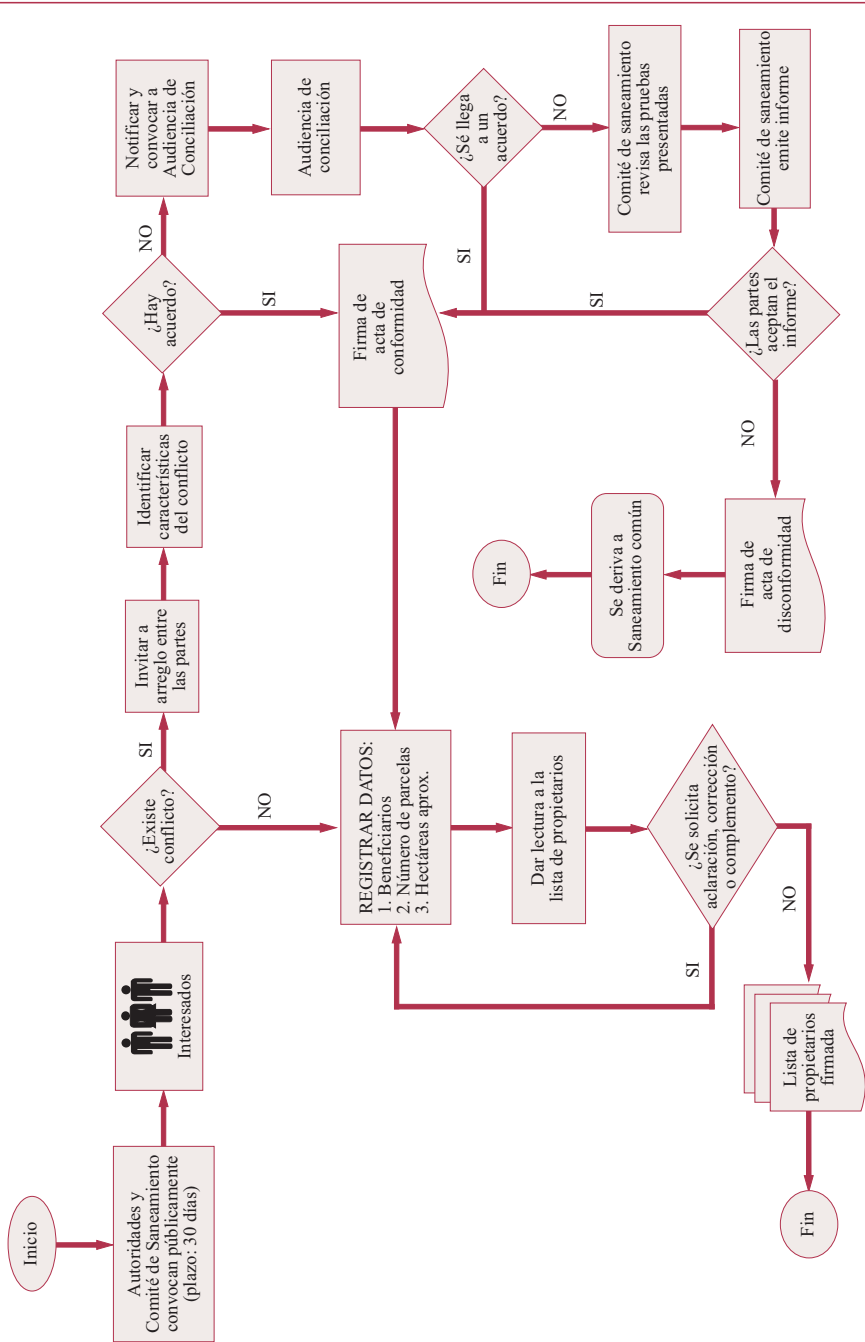 Inicio
Autoridades y
Comité de Saneamiento
convocan públicamente
(plazo: 30 días)
Interesados
¿Existe
conflicto?
SI
NO
Invitar a
arreglo entre
las partes
Identificar
características
del conflicto
¿Hay
acuerdo?
NO
SI
Notificar y
convocar a
Audiencia de
Conciliación
Audiencia de
conciliación
¿Sé llega
a un
acuerdo?
SI
NO
Comité de saneamiento
revisa las pruebas
presentadas
Comité de saneamiento
emite informe
¿Las partes
aceptan el
informe?
SI
NO
Firma de
acta de
conformidad
Firma de
acta de
disconformidad
Se deriva a
Saneamiento común
Fin
REGISTRAR DATOS:
1. Beneficiarios
2. Número de parcelas
3. Hectáreas aprox.
Dar lectura a la
lista de propietarios
¿Se solicita
aclaración, corrección
o complemento?
SI
NO
Lista de
propietarios
firmada
Fin